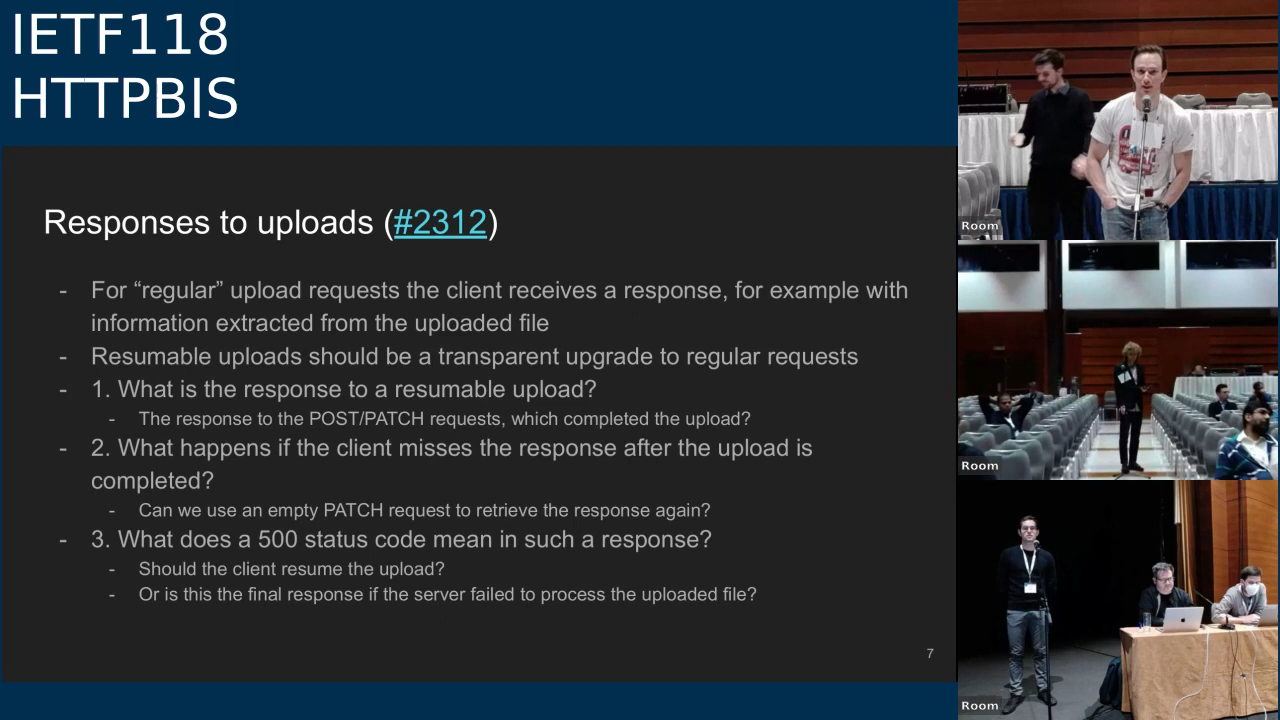 IETF118
HTTPBIS
Responses to uploads (#2312)
- For “regular” upload requests the client receives a response, for example with
information extracted from the uploaded file
- Resumable uploads should be a transparent upgrade to regular requests
- 1. What is the response to a resumable upload?
- The response to the POST/PATCH requests, which completed the upload?
- 2. What happens if the client misses the response after the upload is
completed?
- Can we use an empty PATCH request to retrieve the response again?
- 3. What does a 500 status code mean in such a response?
- Should the client resume the upload?
- Or is this the final response if the server failed to process the uploaded file?
7
Room
Room
Room